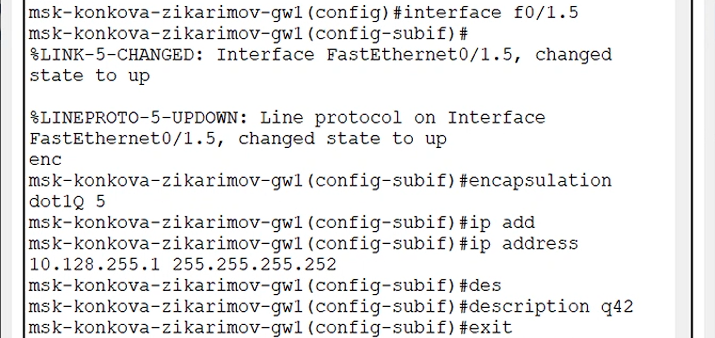 msk-konkova-zikarimov-gw1(config)#interface f0/1.5
msk-konkova-zikarimov-gw1(config-subif)#
%LINK-5-CHANGED: Interface FastEthernet0/1.5, changed
state to up
%LINEPROTO-5-UPDOWN: Line protocol on Interface
FastEthernet0/1.5, changed state to up
enc
msk-konkova-zikarimov-gw1(config-subif)#encapsulation
dot1Q 5
msk-konkova-zikarimov-gw1(config-subif)#ip add
msk-konkova-zikarimov-gw1(config-subif)#ip address
10.128.255.1 255.255.255.252
msk-konkova-zikarimov-gw1(config-subif)#des
msk-konkova-zikarimov-gw1(config-subif)#description q42
msk-konkova-zikarimov-gw1(config-subif)#exit